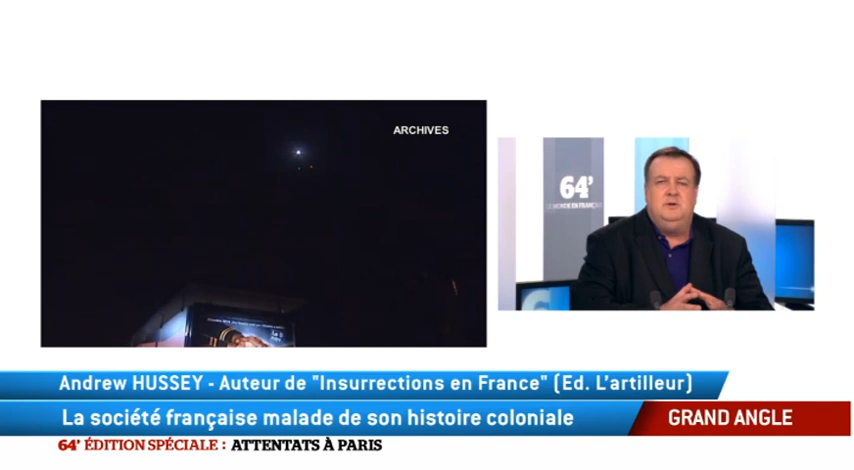 ARCHIVES
64'
LE MONDE EN FRANÇAIS
Andrew HUSSEY - Auteur de "Insurrections en France" (Ed. L'artilleur)
La société française malade de son histoire coloniale
GRAND ANGLE
64' ÉDITION SPÉCIALE : ATTENTATS À PARIS